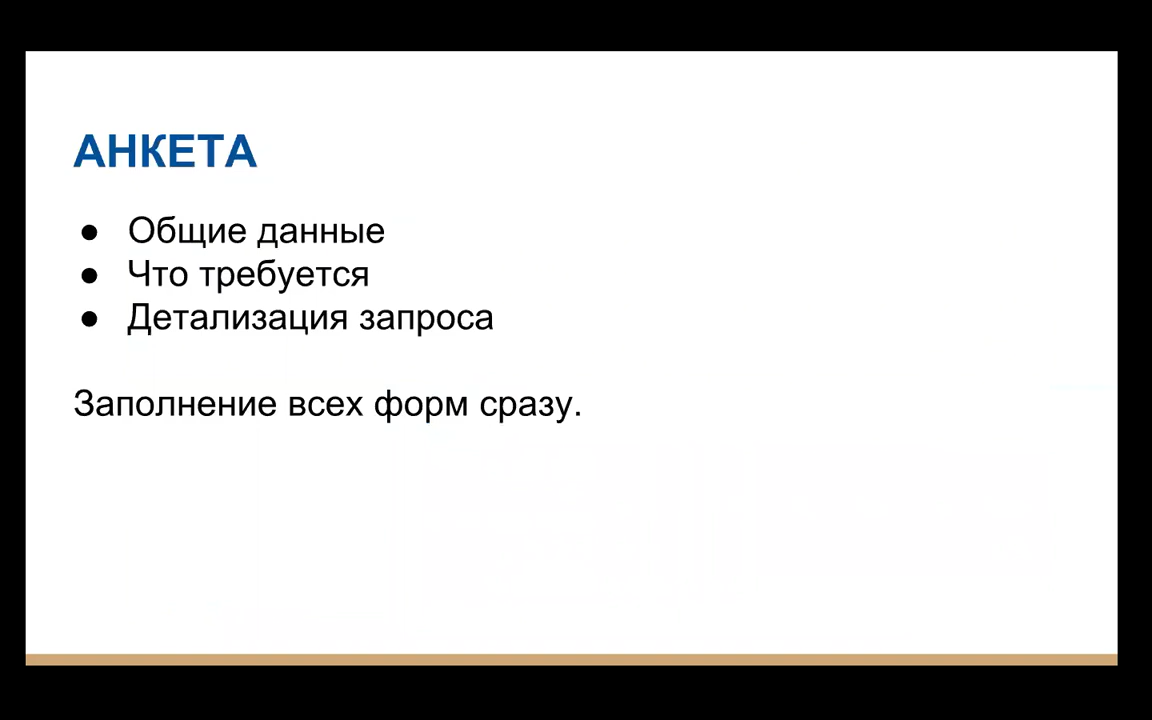 АНКЕТА
● Общие данные
● Что требуется
● Детализация запроса
Заполнение всех форм сразу.